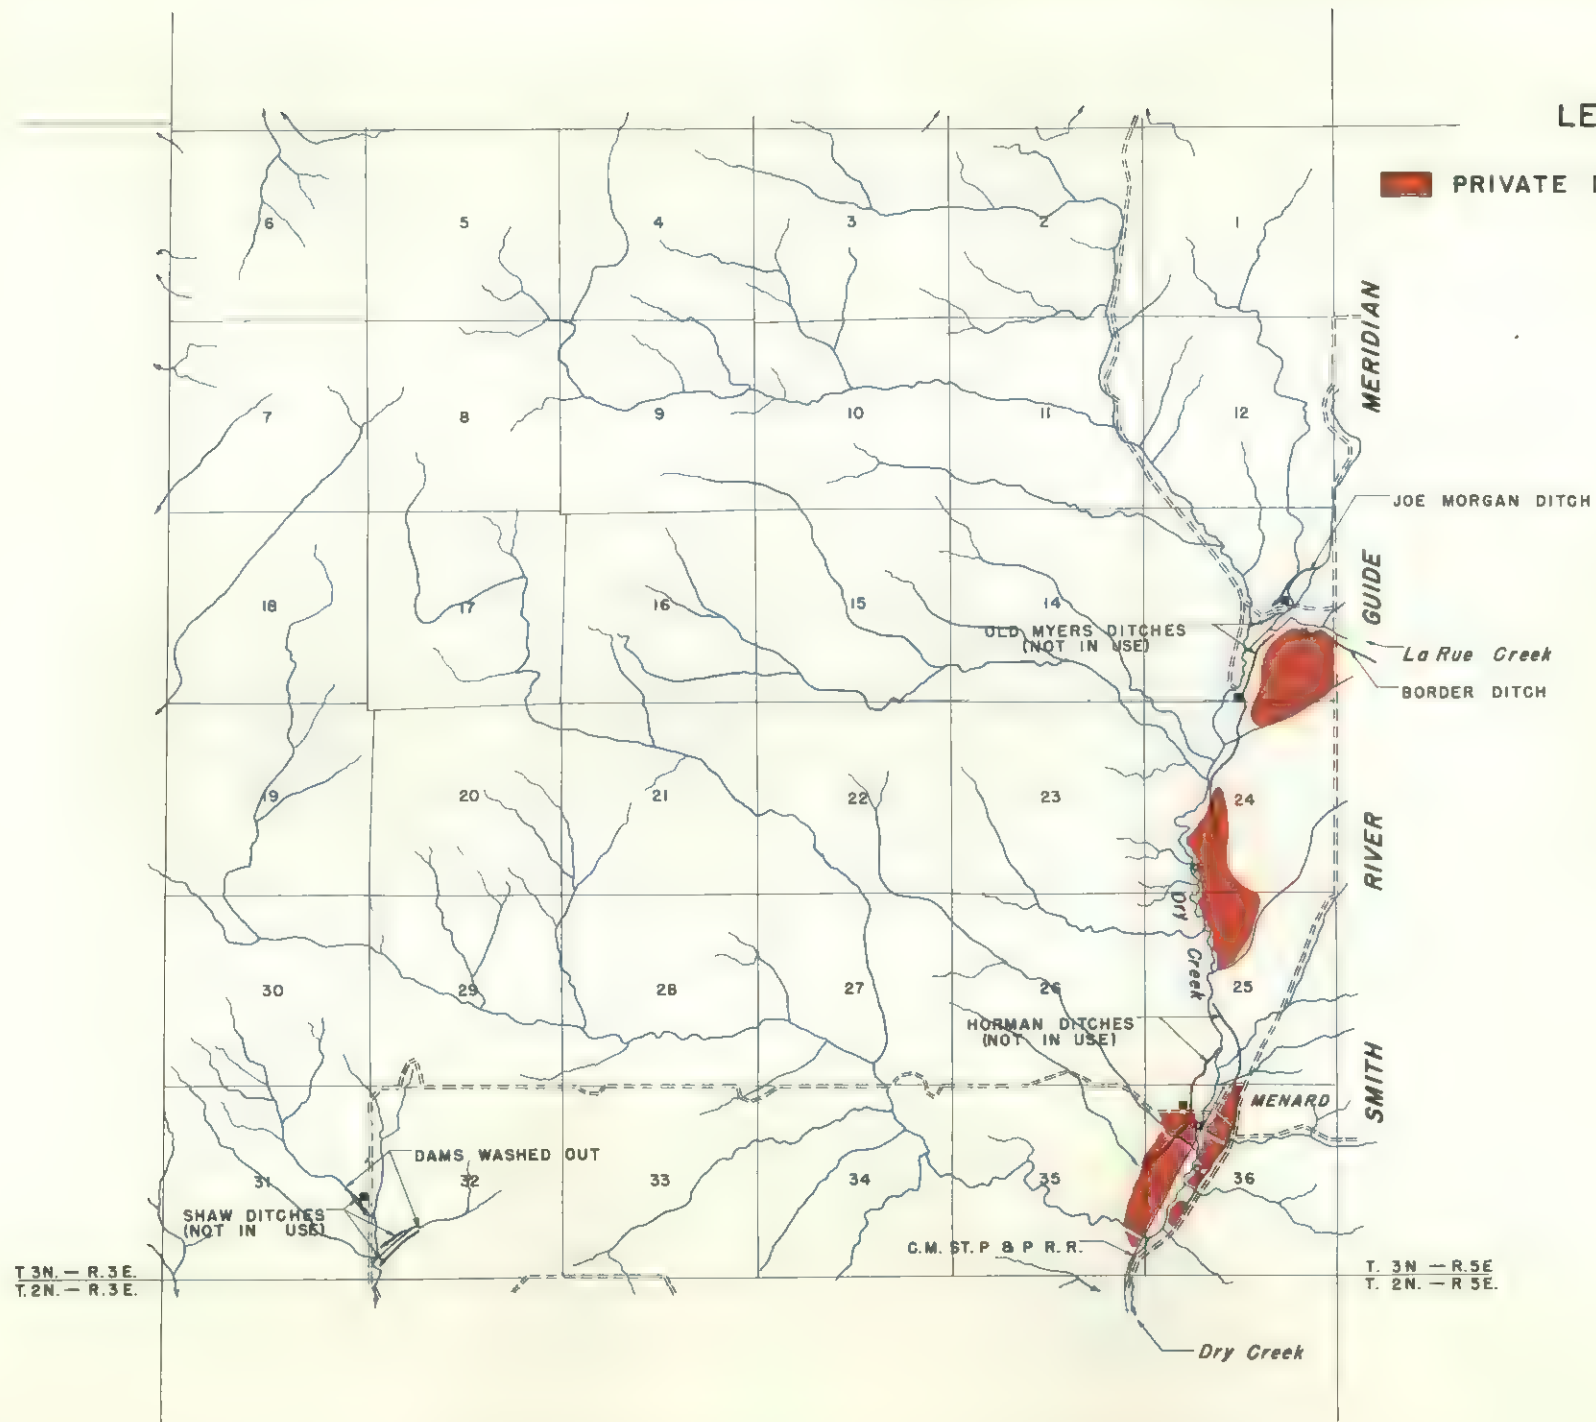 LE
PRIVATE
6
5
4
3
2
1
MERIDIAN
7
8
9
10
11
12
JOE MORGAN DITCH
18
17
16
15
14
OLD MYERS DITCHES
(NOT IN USE)
GUIDE
La Rue Creek
BORDER DITCH
19
20
21
22
23
24
RIVER
Dry Creek
30
29
28
27
26
25
HORMAN DITCHES
(NOT IN USE)
SMITH
MENARD
DAMS WASHED OUT
31
32
33
34
35
36
SHAW DITCHES
(NOT IN USE)
C.M. ST. P & P R.R.
T 3N. — R.3E.
T. 2N. — R.3E.
T. 3N — R.5E
T. 2N. — R 5E.
Dry Creek